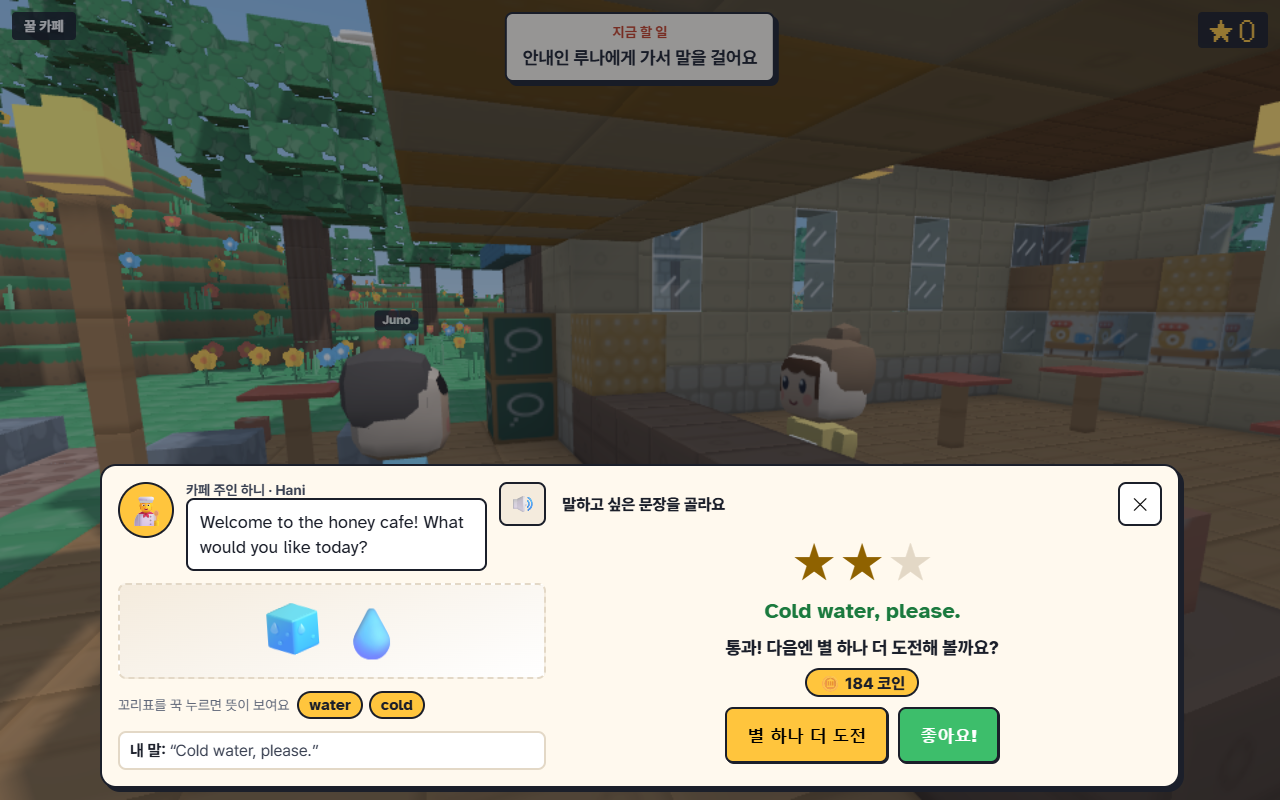 꿀 카페
지금 할 일
안내인 루나에게 가서 말을 걸어요
0
Juno
카페 주인 하니 · Hani
Welcome to the honey cafe! What
would you like today?
말하고 싶은 문장을 골라요
Cold water, please.
통과! 다음엔 별 하나 더 도전해 볼까요?
184 코인
별 하나 더 도전
좋아요!
꼬리표를 꾹 누르면 뜻이 보여요
water
cold
내 말: “Cold water, please.”